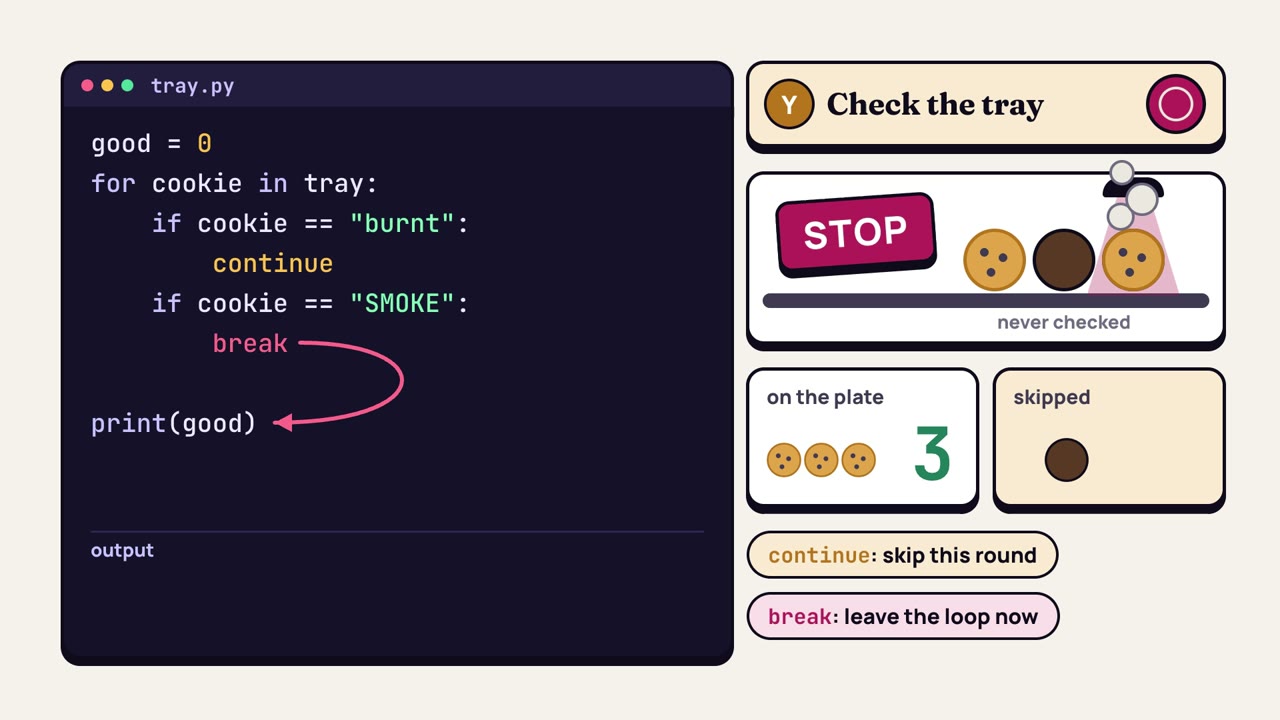 tray.py
good = 0
for cookie in tray:
    if cookie == "burnt":
        continue
    if cookie == "SMOKE":
        break
print(good)
output
Y Check the tray
STOP
never checked
on the plate
3
skipped
continue: skip this round
break: leave the loop now